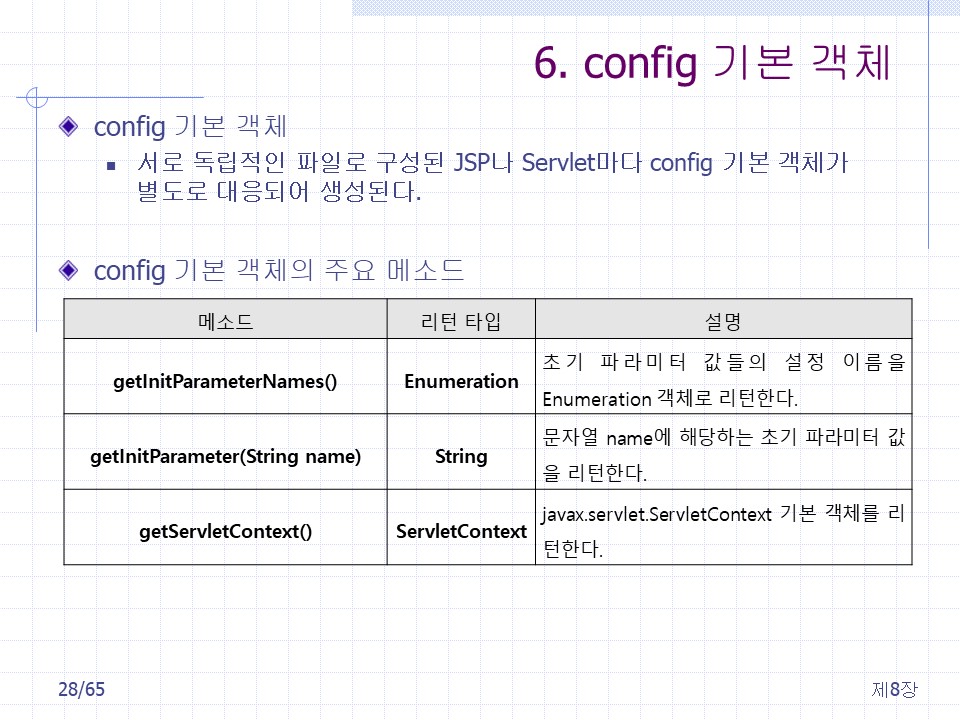 6. config 기본 객체
config 기본 객체
서로 독립적인 파일로 구성된 JSP나 Servlet마다 config 기본 객체가
별도로 대응되어 생성된다.
config 기본 객체의 주요 메소드
메소드 리턴 타입 설명
getInitParameterNames() Enumeration 초기 파라미터 값들의 설정 이름을
Enumeration 객체로 리턴한다.
getInitParameter(String name) String 문자열 name에 해당하는 초기 파라미터 값
을 리턴한다.
getServletContext() ServletContext javax.servlet.ServletContext 기본 객체를 리
턴한다.
28/65 제8장